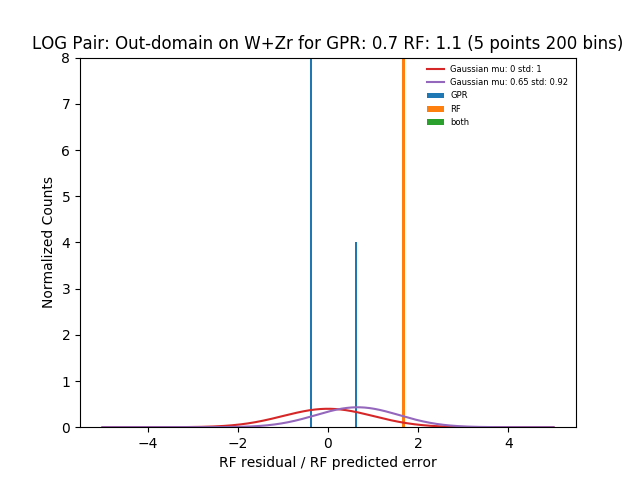 LOG Pair: Out-domain on W+Zr for GPR: 0.7 RF: 1.1 (5 points 200 bins)
8
7
6
5
4
3
2
1
0
Normalized Counts
Gaussian mu: 0 std: 1
Gaussian mu: 0.65 std: 0.92
GPR
RF
both
−4
−2
0
2
4
RF residual / RF predicted error